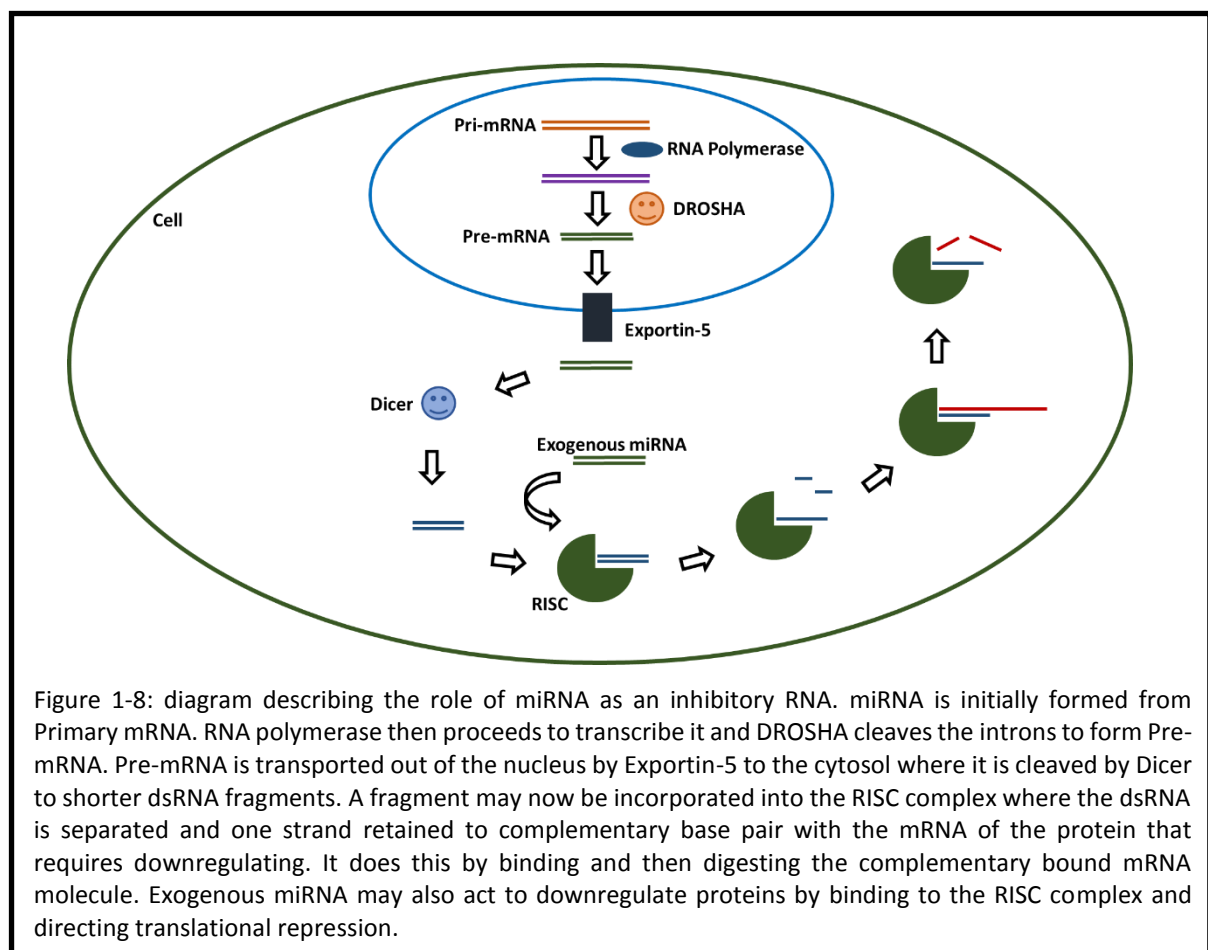 Pri-mRNA
RNA Polymerase
DROSHA
Cell
Pre-mRNA
Exportin-5
Dicer
Exogenous miRNA
RISC
Figure 1-8: diagram describing the role of miRNA as an inhibitory RNA. miRNA is initially formed from
Primary mRNA. RNA polymerase then proceeds to transcribe it and DROSHA cleaves the introns to form Pre-
mRNA. Pre-mRNA is transported out of the nucleus by Exportin-5 to the cytosol where it is cleaved by Dicer
to shorter dsRNA fragments. A fragment may now be incorporated into the RISC complex where the dsRNA
is separated and one strand retained to complementary base pair with the mRNA of the protein that
requires downregulating. It does this by binding and then digesting the complementary bound mRNA
molecule. Exogenous miRNA may also act to downregulate proteins by binding to the RISC complex and
directing translational repression.